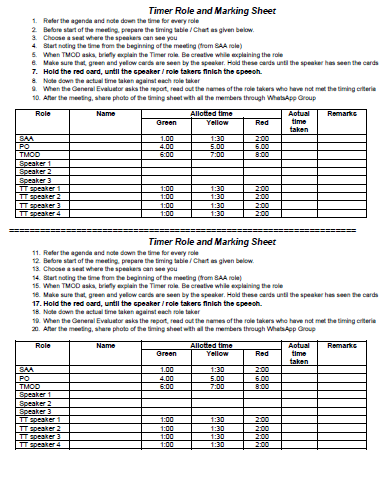 Timer Role and Marking Sheet
1. Refer the agenda and note down the time for every role
2. Before start of the meeting, prepare the timing table / Chart as given below.
3. Choose a seat where the speakers can see you
4. Start noting the time from the beginning of the meeting (from SAA role)
5. When TMOD asks, briefly explain the Timer role. Be creative while explaining the role
6. Make sure that, green and yellow cards are seen by the speaker. Hold these cards until the speaker has seen the cards
7. Hold the red card, until the speaker / role takers finish the speech.
8. Note down the actual time taken against each role taker
9. When the General Evaluator asks the report, read out the names of the role takers who have not met the timing criteria
10. After the meeting, share photo of the timing sheet with all the members through WhatsApp Group
Role Name Allotted time Actual time taken Remarks
Green Yellow Red
SAA 1:00 1:30 2:00
PO 4.00 5.00 6.00
TMOD 6:00 7:00 8:00
Speaker 1
Speaker 2
Speaker 3
TT speaker 1 1:00 1:30 2:00
TT speaker 2 1:00 1:30 2:00
TT speaker 3 1:00 1:30 2:00
TT speaker 4 1:00 1:30 2:00
Timer Role and Marking Sheet
11. Refer the agenda and note down the time for every role
12. Before start of the meeting, prepare the timing table / Chart as given below.
13. Choose a seat where the speakers can see you
14. Start noting the time from the beginning of the meeting (from SAA role)
15. When TMOD asks, briefly explain the Timer role. Be creative while explaining the role
16. Make sure that, green and yellow cards are seen by the speaker. Hold these cards until the speaker has seen the cards
17. Hold the red card, until the speaker / role takers finish the speech.
18. Note down the actual time taken against each role taker
19. When the General Evaluator asks the report, read out the names of the role takers who have not met the timing criteria
20. After the meeting, share photo of the timing sheet with all the members through WhatsApp Group
Role Name Allotted time Actual time taken Remarks
Green Yellow Red
SAA 1.00 1:30 2:00
PO 4.00 5.00 6.00
TMOD 6:00 7:00 8:00
Speaker 1
Speaker 2
Speaker 3
TT speaker 1 1:00 1:30 2:00
TT speaker 2 1:00 1:30 2:00
TT speaker 3 1:00 1:30 2:00
TT speaker 4 1:00 1:30 2:00